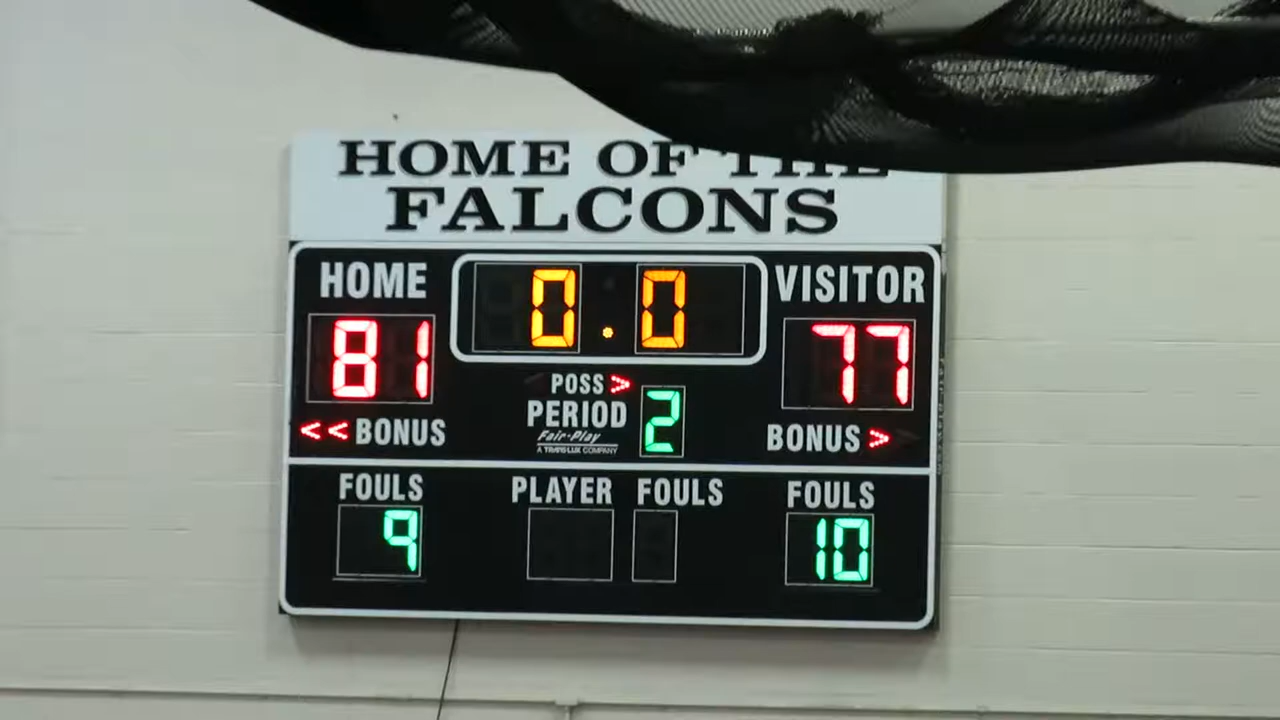 HOME OF THE
FALCONS
HOME
0.0
VISITOR
81
77
POSS >
PERIOD 2
Fair-Play
A TRANS-LUX COMPANY
<< BONUS
BONUS >
FOULS
PLAYER FOULS
FOULS
9
10